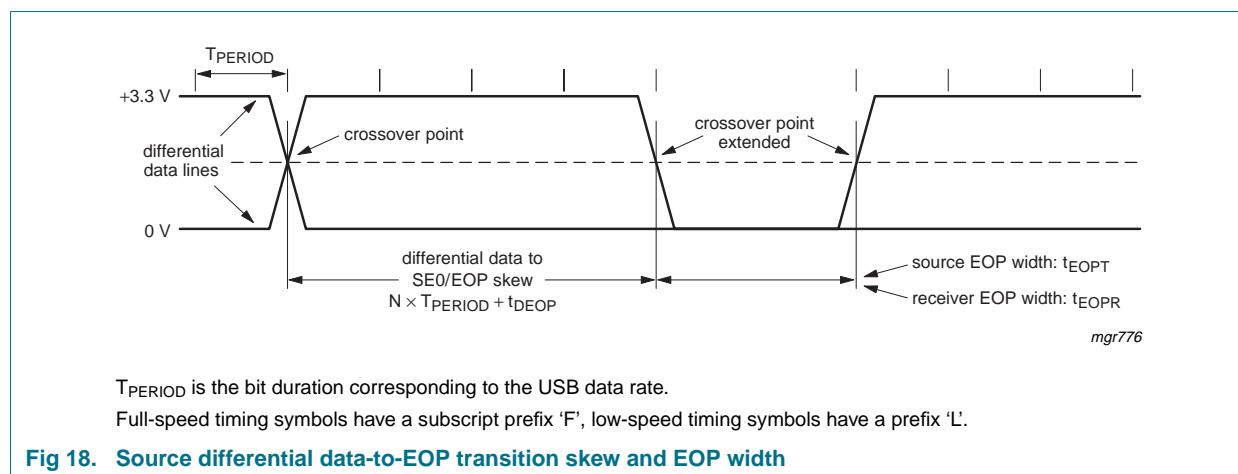 TPERIOD
+3.3 V
crossover point
crossover point
extended
differential
data lines
0 V
differential data to
SE0/EOP skew
N × TPERIOD + tDEOP
source EOP width: tEOPT
receiver EOP width: tEOPR
mgr776
TPERIOD is the bit duration corresponding to the USB data rate.
Full-speed timing symbols have a subscript prefix ‘F’, low-speed timing symbols have a prefix ‘L’.
Fig 18. Source differential data-to-EOP transition skew and EOP width